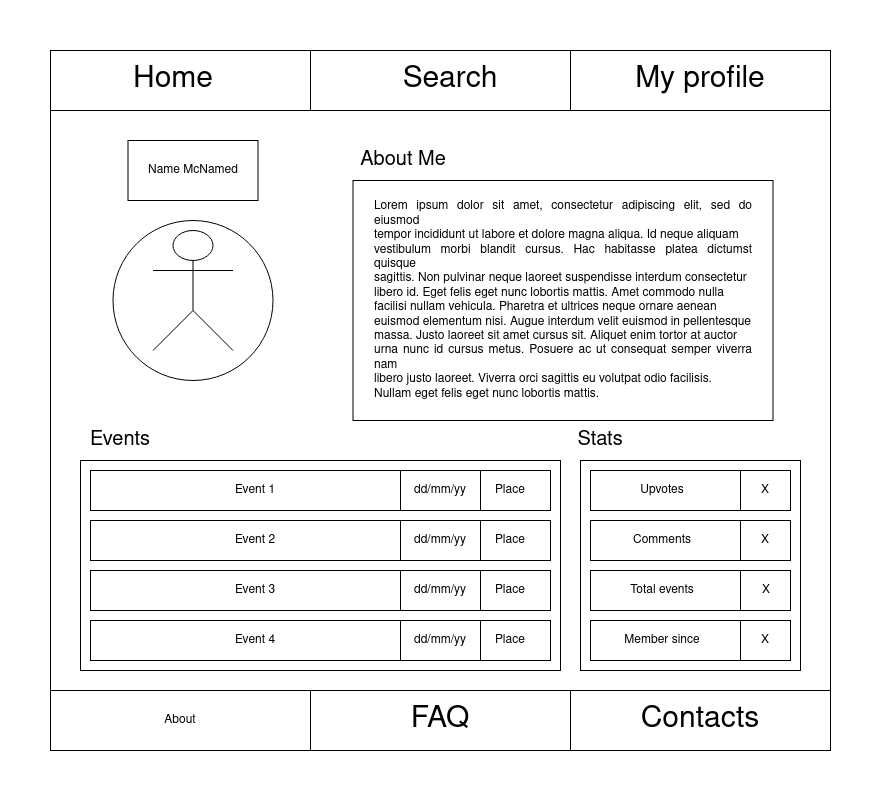 Home Search My profile
Name McNamed
About Me
Lorem ipsum dolor sit amet, consectetur adipiscing elit, sed do
eiusmod
tempor incididunt ut labore et dolore magna aliqua. Id neque aliquam
vestibulum morbi blandit cursus. Hac habitasse platea dictumst
quisque
sagittis. Non pulvinar neque laoreet suspendisse interdum consectetur
libero id. Eget felis eget nunc lobortis mattis. Amet commodo nulla
facilisi nullam vehicula. Pharetra et ultrices neque ornare aenean
euismod elementum nisi. Augue interdum velit euismod in pellentesque
massa. Justo laoreet sit amet cursus sit. Aliquet enim tortor at auctor
urna nunc id cursus metus. Posuere ac ut consequat semper viverra
nam
libero justo laoreet. Viverra orci sagittis eu volutpat odio facilisis.
Nullam eget felis eget nunc lobortis mattis.
Events
Event 1 dd/mm/yy Place
Event 2 dd/mm/yy Place
Event 3 dd/mm/yy Place
Event 4 dd/mm/yy Place
Stats
Upvotes X
Comments X
Total events X
Member since X
About FAQ Contacts